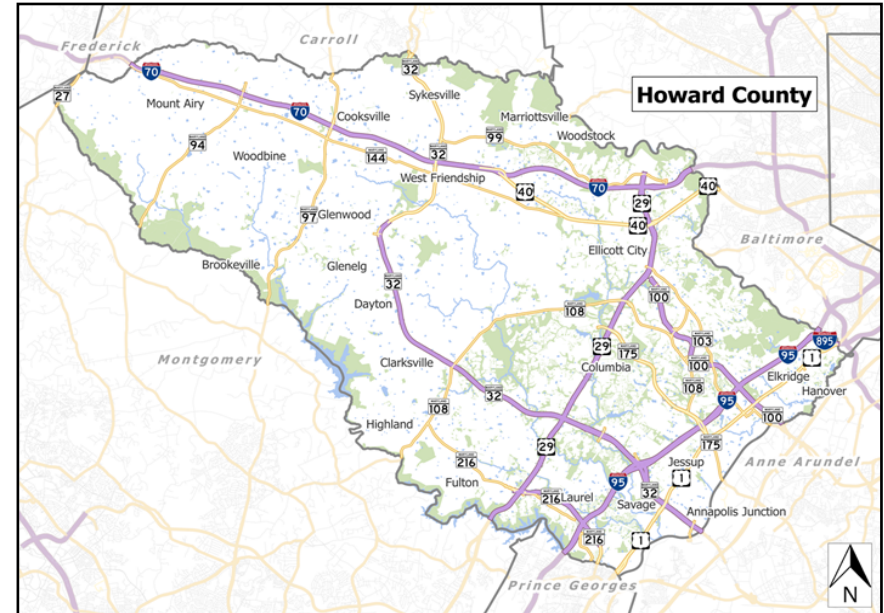 Frederick
Carroll
32
70
27
Sykesville
Howard County
Mount Airy
70
Cooksville
Marriottsville
Woodstock
94
99
Woodbine
144
32
West Friendship
40
70
40
29
97
Glenwood
40
Baltimore
Ellicott City
Brookeville
Glenelg
32
100
Dayton
108
103
895
Montgomery
29
175
95
1
Clarksville
Columbia
100
Elkridge
32
108
Hanover
108
95
100
Highland
29
175
216
Jessup
Anne Arundel
Fulton
95
1
216
Laurel
32
Savage
Annapolis Junction
216
1
Prince Georges
N